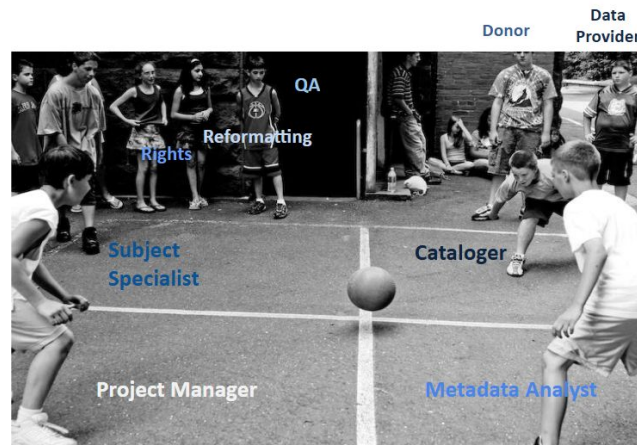 Donor
Data
Provider
QA
Reformatting
Rights
Subject
Specialist
Cataloger
Project Manager
Metadata Analyst